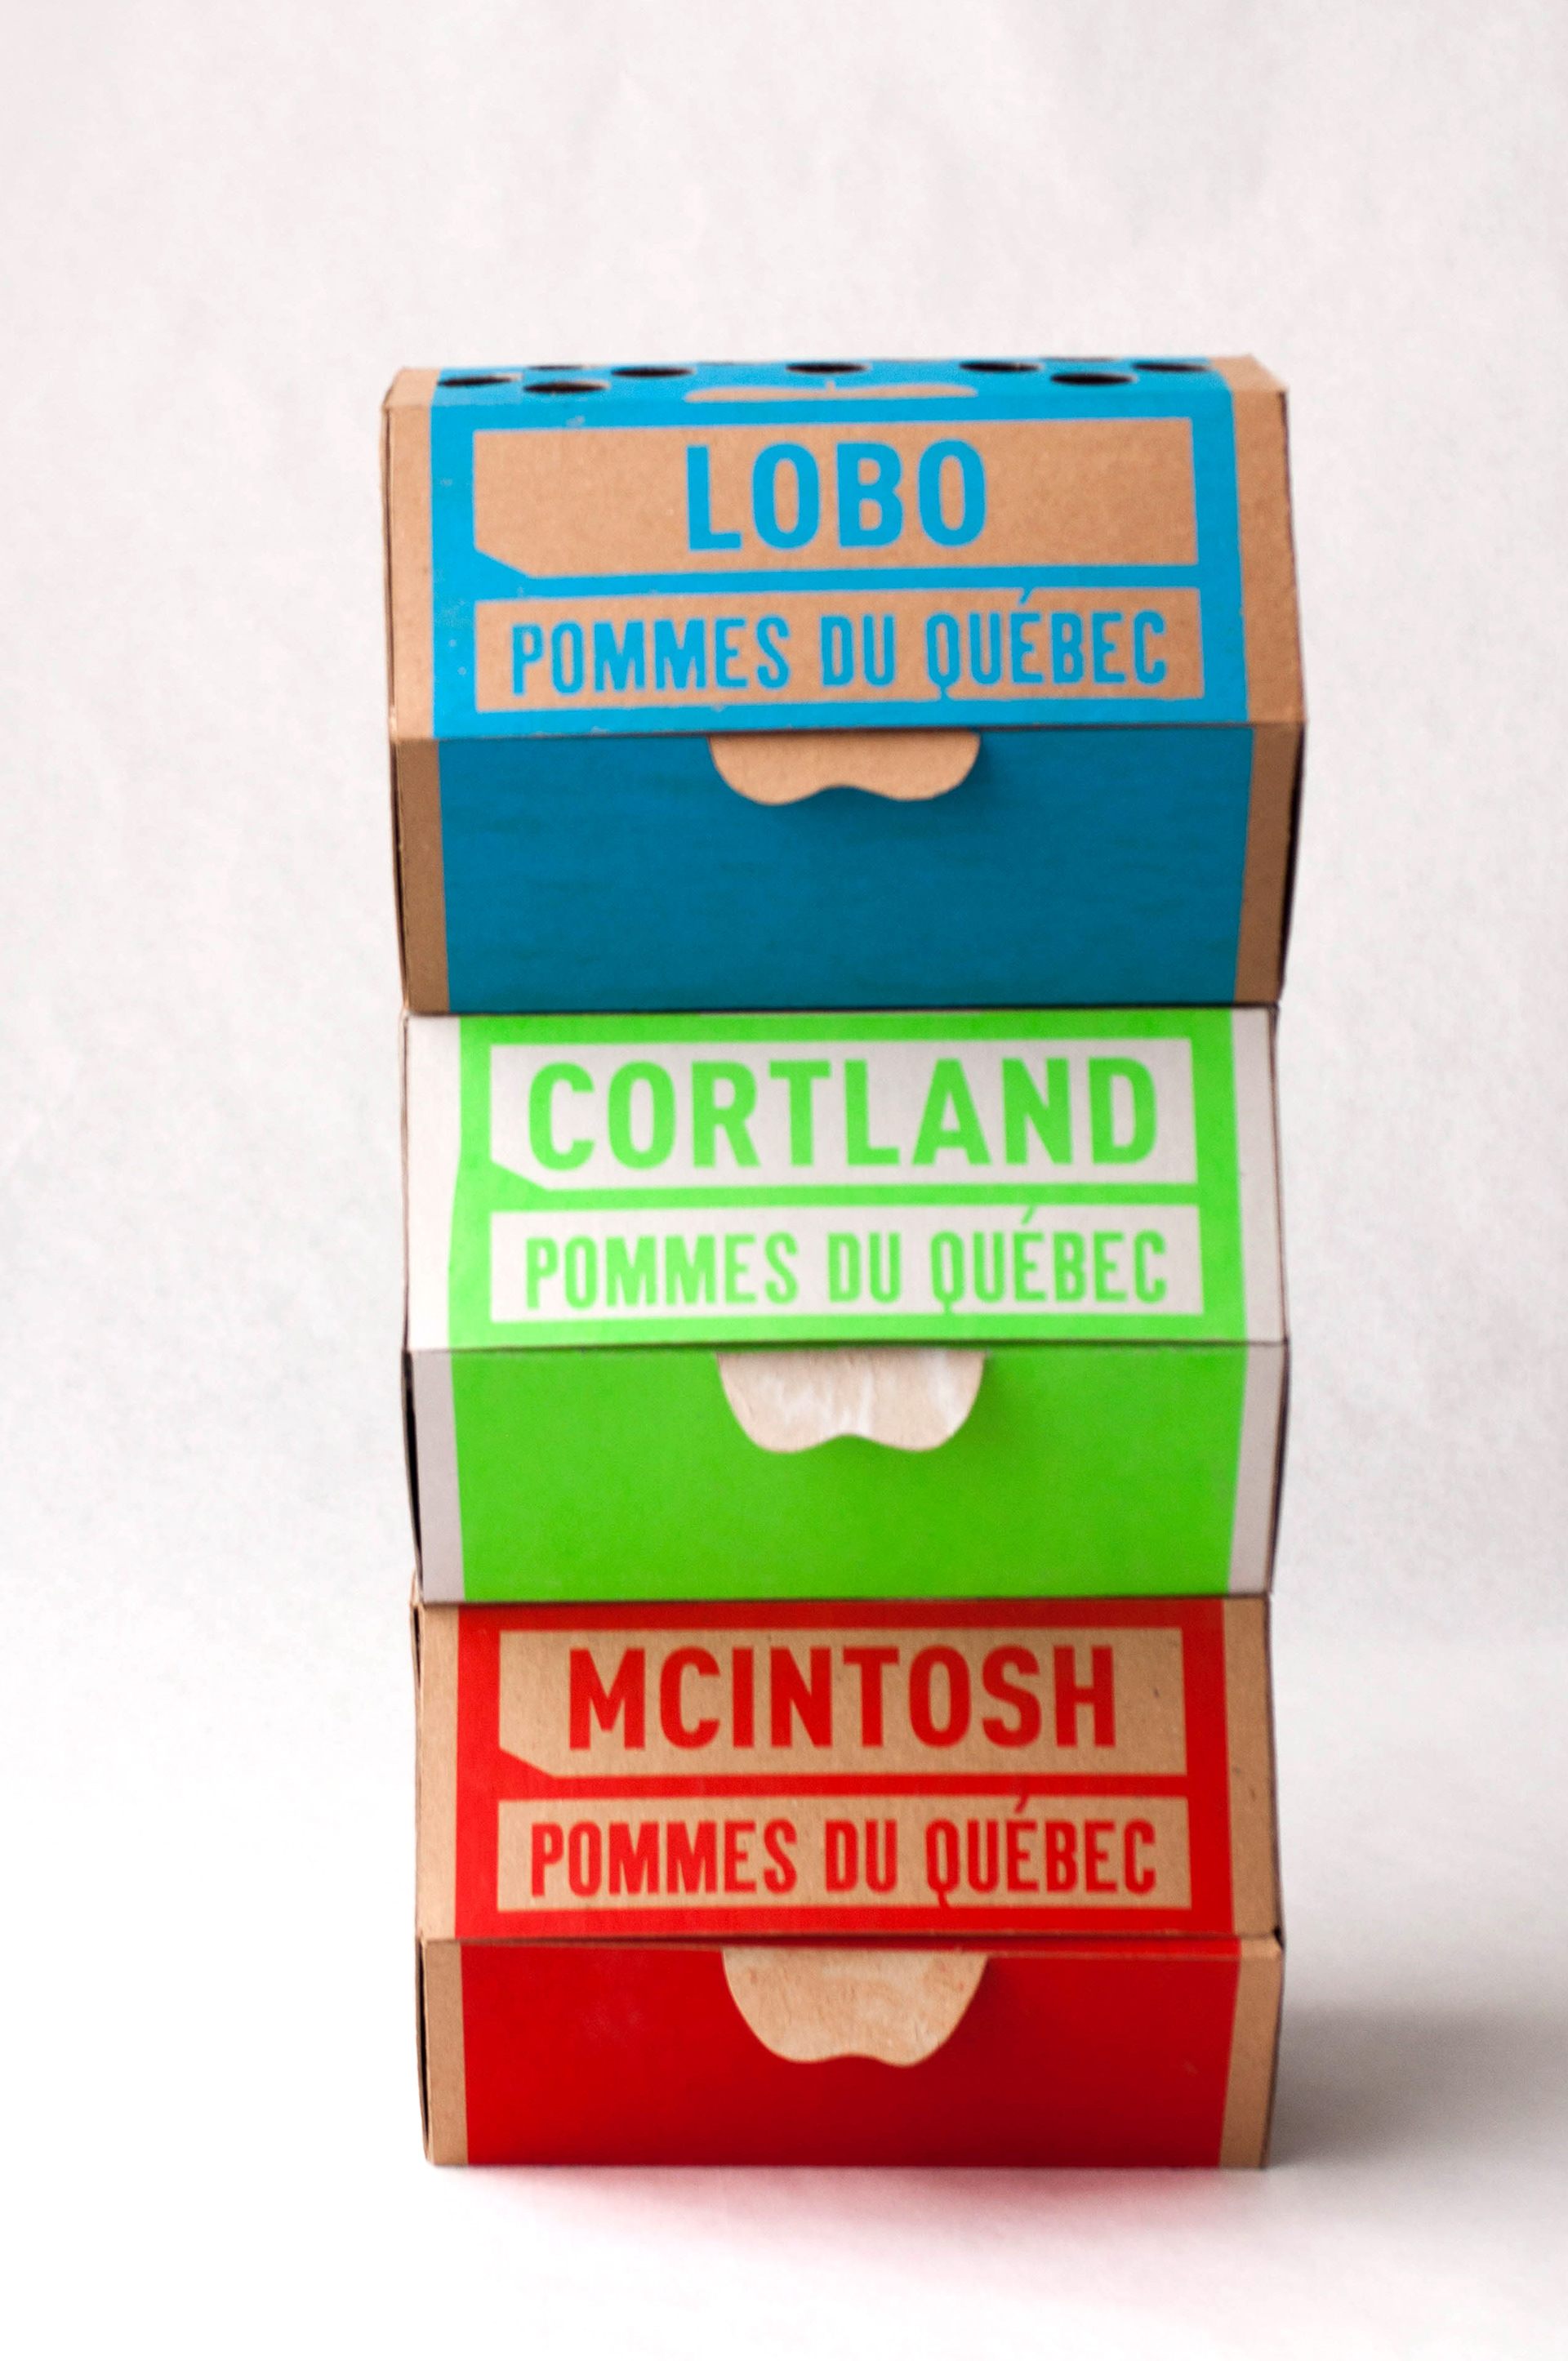 LOBO
POMMES DU QUÉBEC
CORTLAND
POMMES DU QUÉBEC
MCINTOSH
POMMES DU QUÉBEC